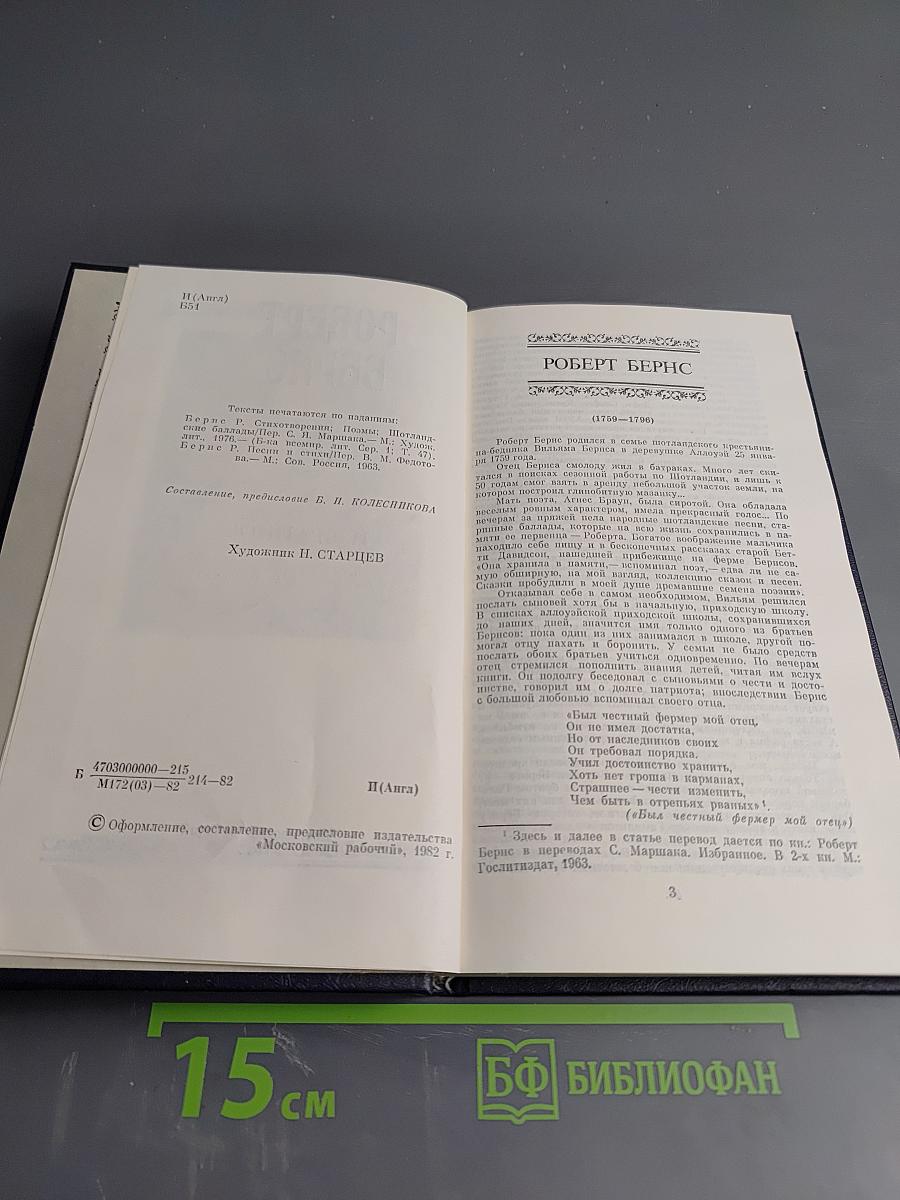 И(Англ)
Б51
Тексты печатаются по изданиям:
Бернс Р. Стихотворения; Поэмы; Шотланд-
ские баллады/Пер. С. Я. Маршака.— М.: Худож.
лит., 1976.— (Б-ка всемир. лит. Сер. 1; Т. 47).
Бернс Р. Песни и стихи/Пер. В. М. Федото-
ва.— М.: Сов. Россия, 1963.
Составление, предисловие Б. И. КОЛЕСНИКОВА
Художник Н. СТАРЦЕВ
Б 4703000000—215
М172(03)—82 214—82
И(Англ)
© Оформление, составление, предисловие издательства
«Московский рабочий», 1982 г.
РОБЕРТ БЕРНС
(1759—1796)
Роберт Бернс родился в семье шотландского крестьяни-
на-бедняка Вильяма Бернса в деревушке Аллоуэй 25 янва-
ря 1759 года.
Отец Бернса смолоду жил в батраках. Много лет ски-
тался в поисках сезонной работы по Шотландии, и лишь к
50 годам смог взять в аренду небольшой участок земли, на
котором построил глинобитную мазанку...
Мать поэта, Агнес Браун, была сиротой. Она обладала
веселым ровным характером, имела прекрасный голос... По
вечерам за пряжей пела народные шотландские песни, ста-
ринные баллады, которые на всю жизнь сохранились в па-
мяти ее первенца — Роберта. Богатое воображение мальчика
находило себе пищу и в бесконечных рассказах старой Бет-
ти Давидсон, нашедшей прибежище на ферме Бернсов.
«Она хранила в памяти,— вспоминал поэт,— едва ли не са-
мую обширную, на мой взгляд, коллекцию сказок и песен.
Сказки пробудили в моей душе дремавшие семена поэзии».
Отказывая себе в самом необходимом, Вильям решился
послать сыновей хотя бы в начальную, приходскую школу.
В списках аллоуэйской приходской школы, сохранившихся
до наших дней, значится имя только одного из братьев
Бернсов: пока один из них занимался в школе, другой по-
могал отцу пахать и боронить. У семьи не было средств
послать обоих братьев учиться одновременно. По вечерам
отец стремился пополнить знания детей, читая им вслух
книги. Он подолгу беседовал с сыновьями о чести и досто-
инстве, говорил им о долге патриота; впоследствии Бернс
с большой любовью вспоминал своего отца.
«Был честный фермер мой отец,
Он не имел достатка,
Но от наследников своих
Он требовал порядка.
Учил достоинство хранить,
Хоть нет гроша в карманах,
Страшнее — чести изменить,
Чем быть в отрепьях рваных»¹.
(«Был честный фермер мой отец»)
¹ Здесь и далее в статье перевод дается по кн.: Роберт
Бернс в переводах С. Маршака. Избранное. В 2-х кн. М.:
Гослитиздат, 1963.
3
15 см
БФ БИБЛИОФАН